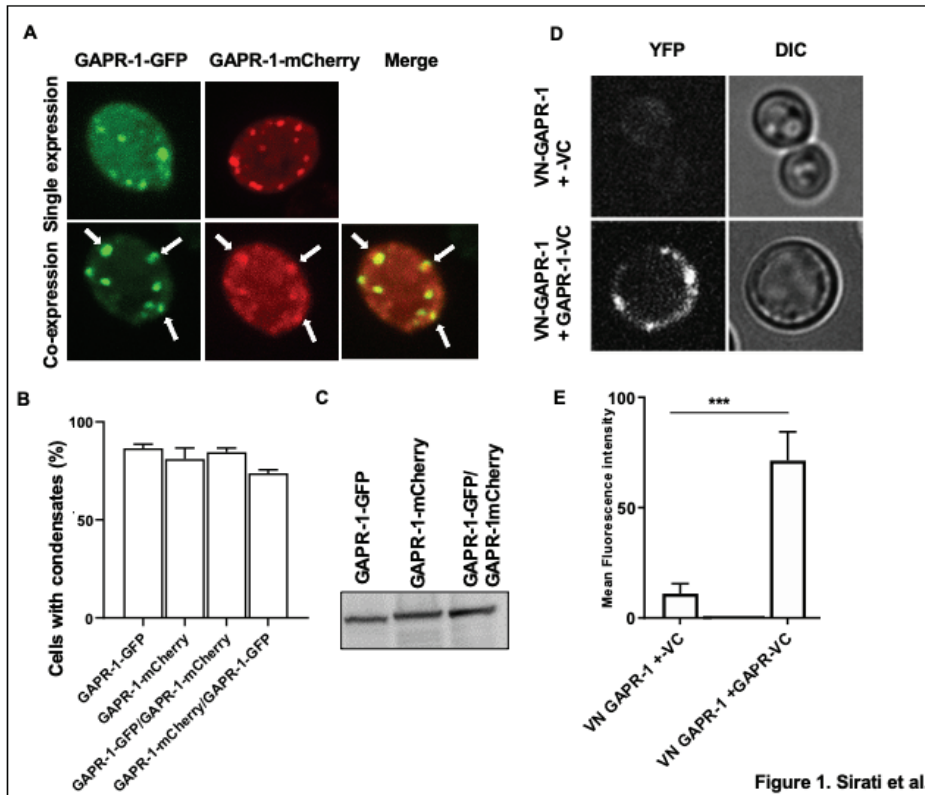 A
GAPR-1-GFP
GAPR-1-mCherry
Merge
Single expression
Co-expression
D
YFP
DIC
VN-GAPR-1
+ -VC
VN-GAPR-1
+GAPR-1-VC
B
Cells with condensates (%)
100
50
0
GAPR-1-GFP
GAPR-1-mCherry
GAPR-1-GFP/GAPR-1-mCherry
GAPR-1-mCherry/GAPR-1-GFP
C
GAPR-1-GFP
GAPR-1-mCherry
GAPR-1-GFP/
GAPR-1mCherry
E
Mean Fluorescence intensity
100
50
0
***
VN GAPR-1 +-VC
VN GAPR-1 +GAPR-VC
Figure 1. Sirati et al.